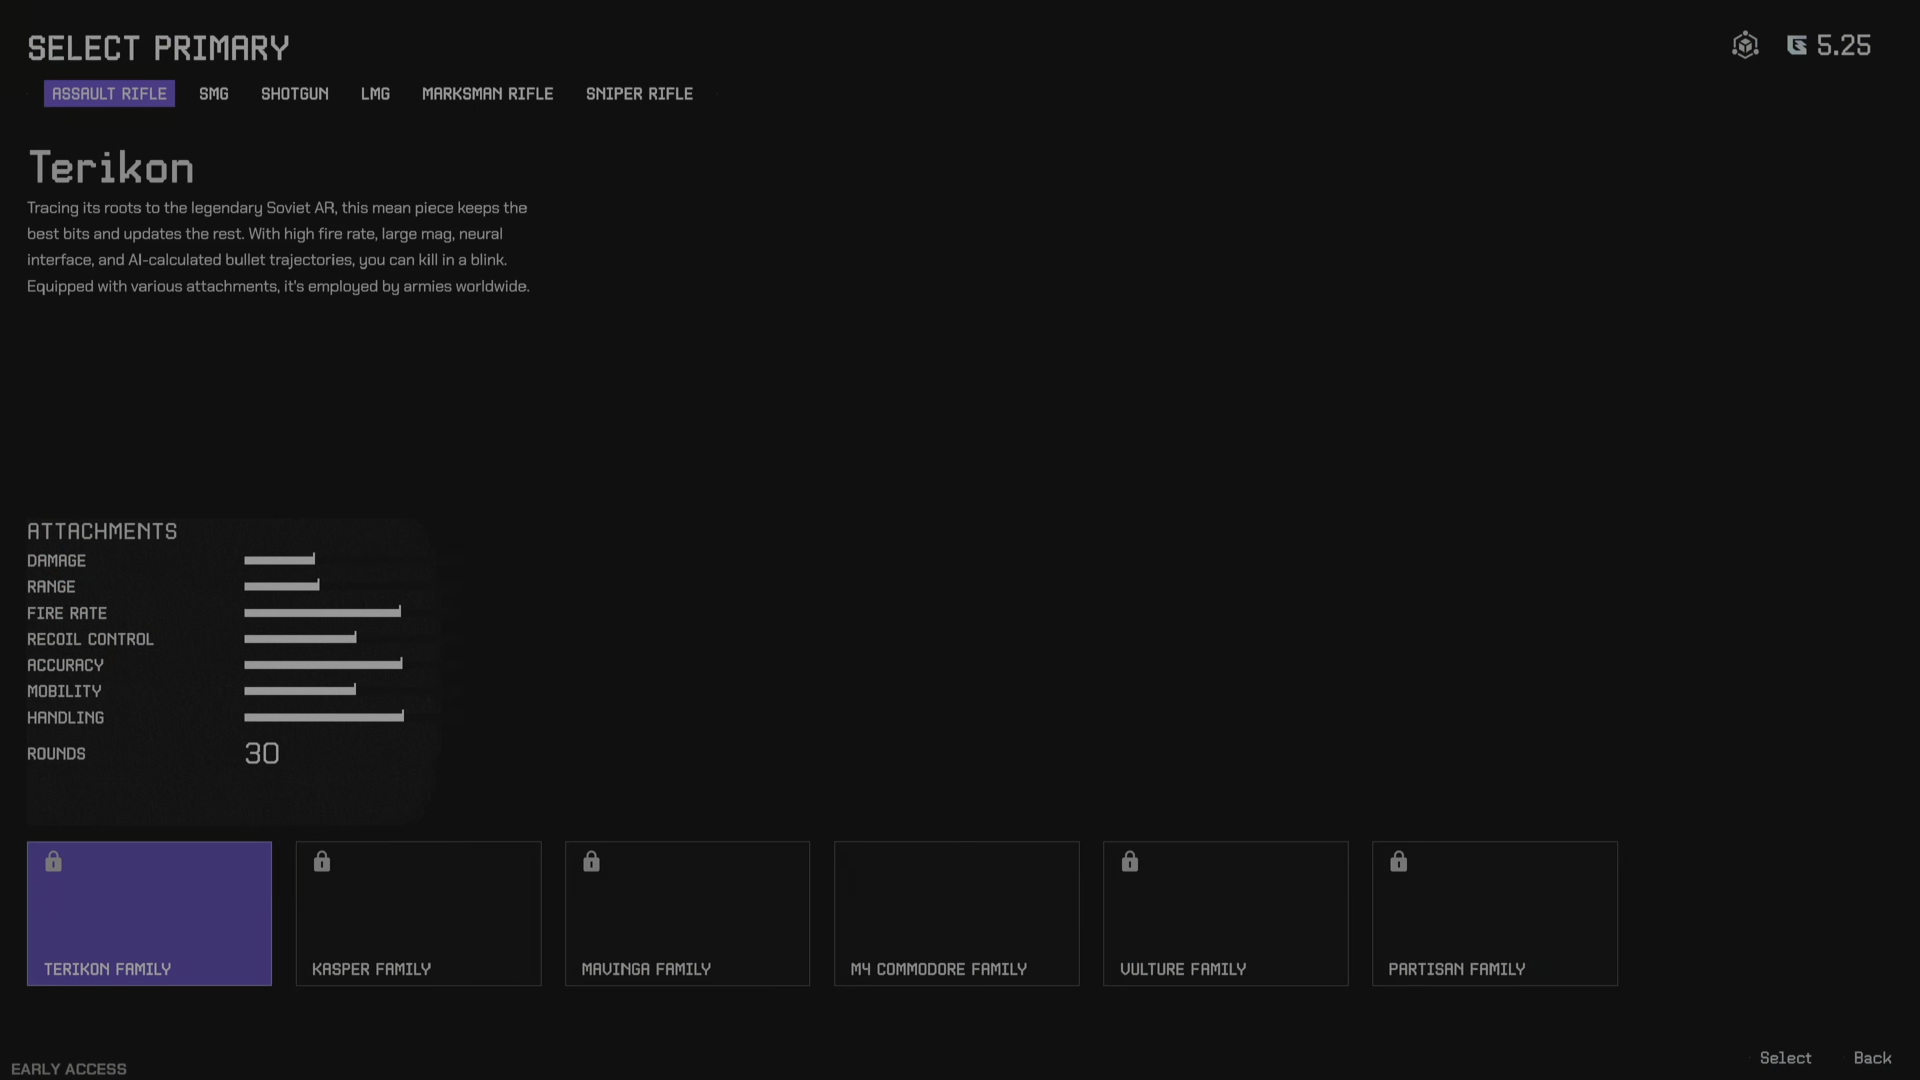 SELECT PRIMARY
5.25
ASSAULT RIFLE SMG SHOTGUN LMG MARKSMAN RIFLE SNIPER RIFLE
Terikon
Tracing its roots to the legendary Soviet AR, this mean piece keeps the
best bits and updates the rest. With high fire rate, large mag, neural
interface, and AI-calculated bullet trajectories, you can kill in a blink.
Equipped with various attachments, it's employed by armies worldwide.
ATTACHMENTS
DAMAGE
RANGE
FIRE RATE
RECOIL CONTROL
ACCURACY
MOBILITY
HANDLING
ROUNDS 30
TERIKON FAMILY KASPER FAMILY MAVINGA FAMILY M4 COMMODORE FAMILY VULTURE FAMILY PARTISAN FAMILY
Select Back
EARLY ACCESS